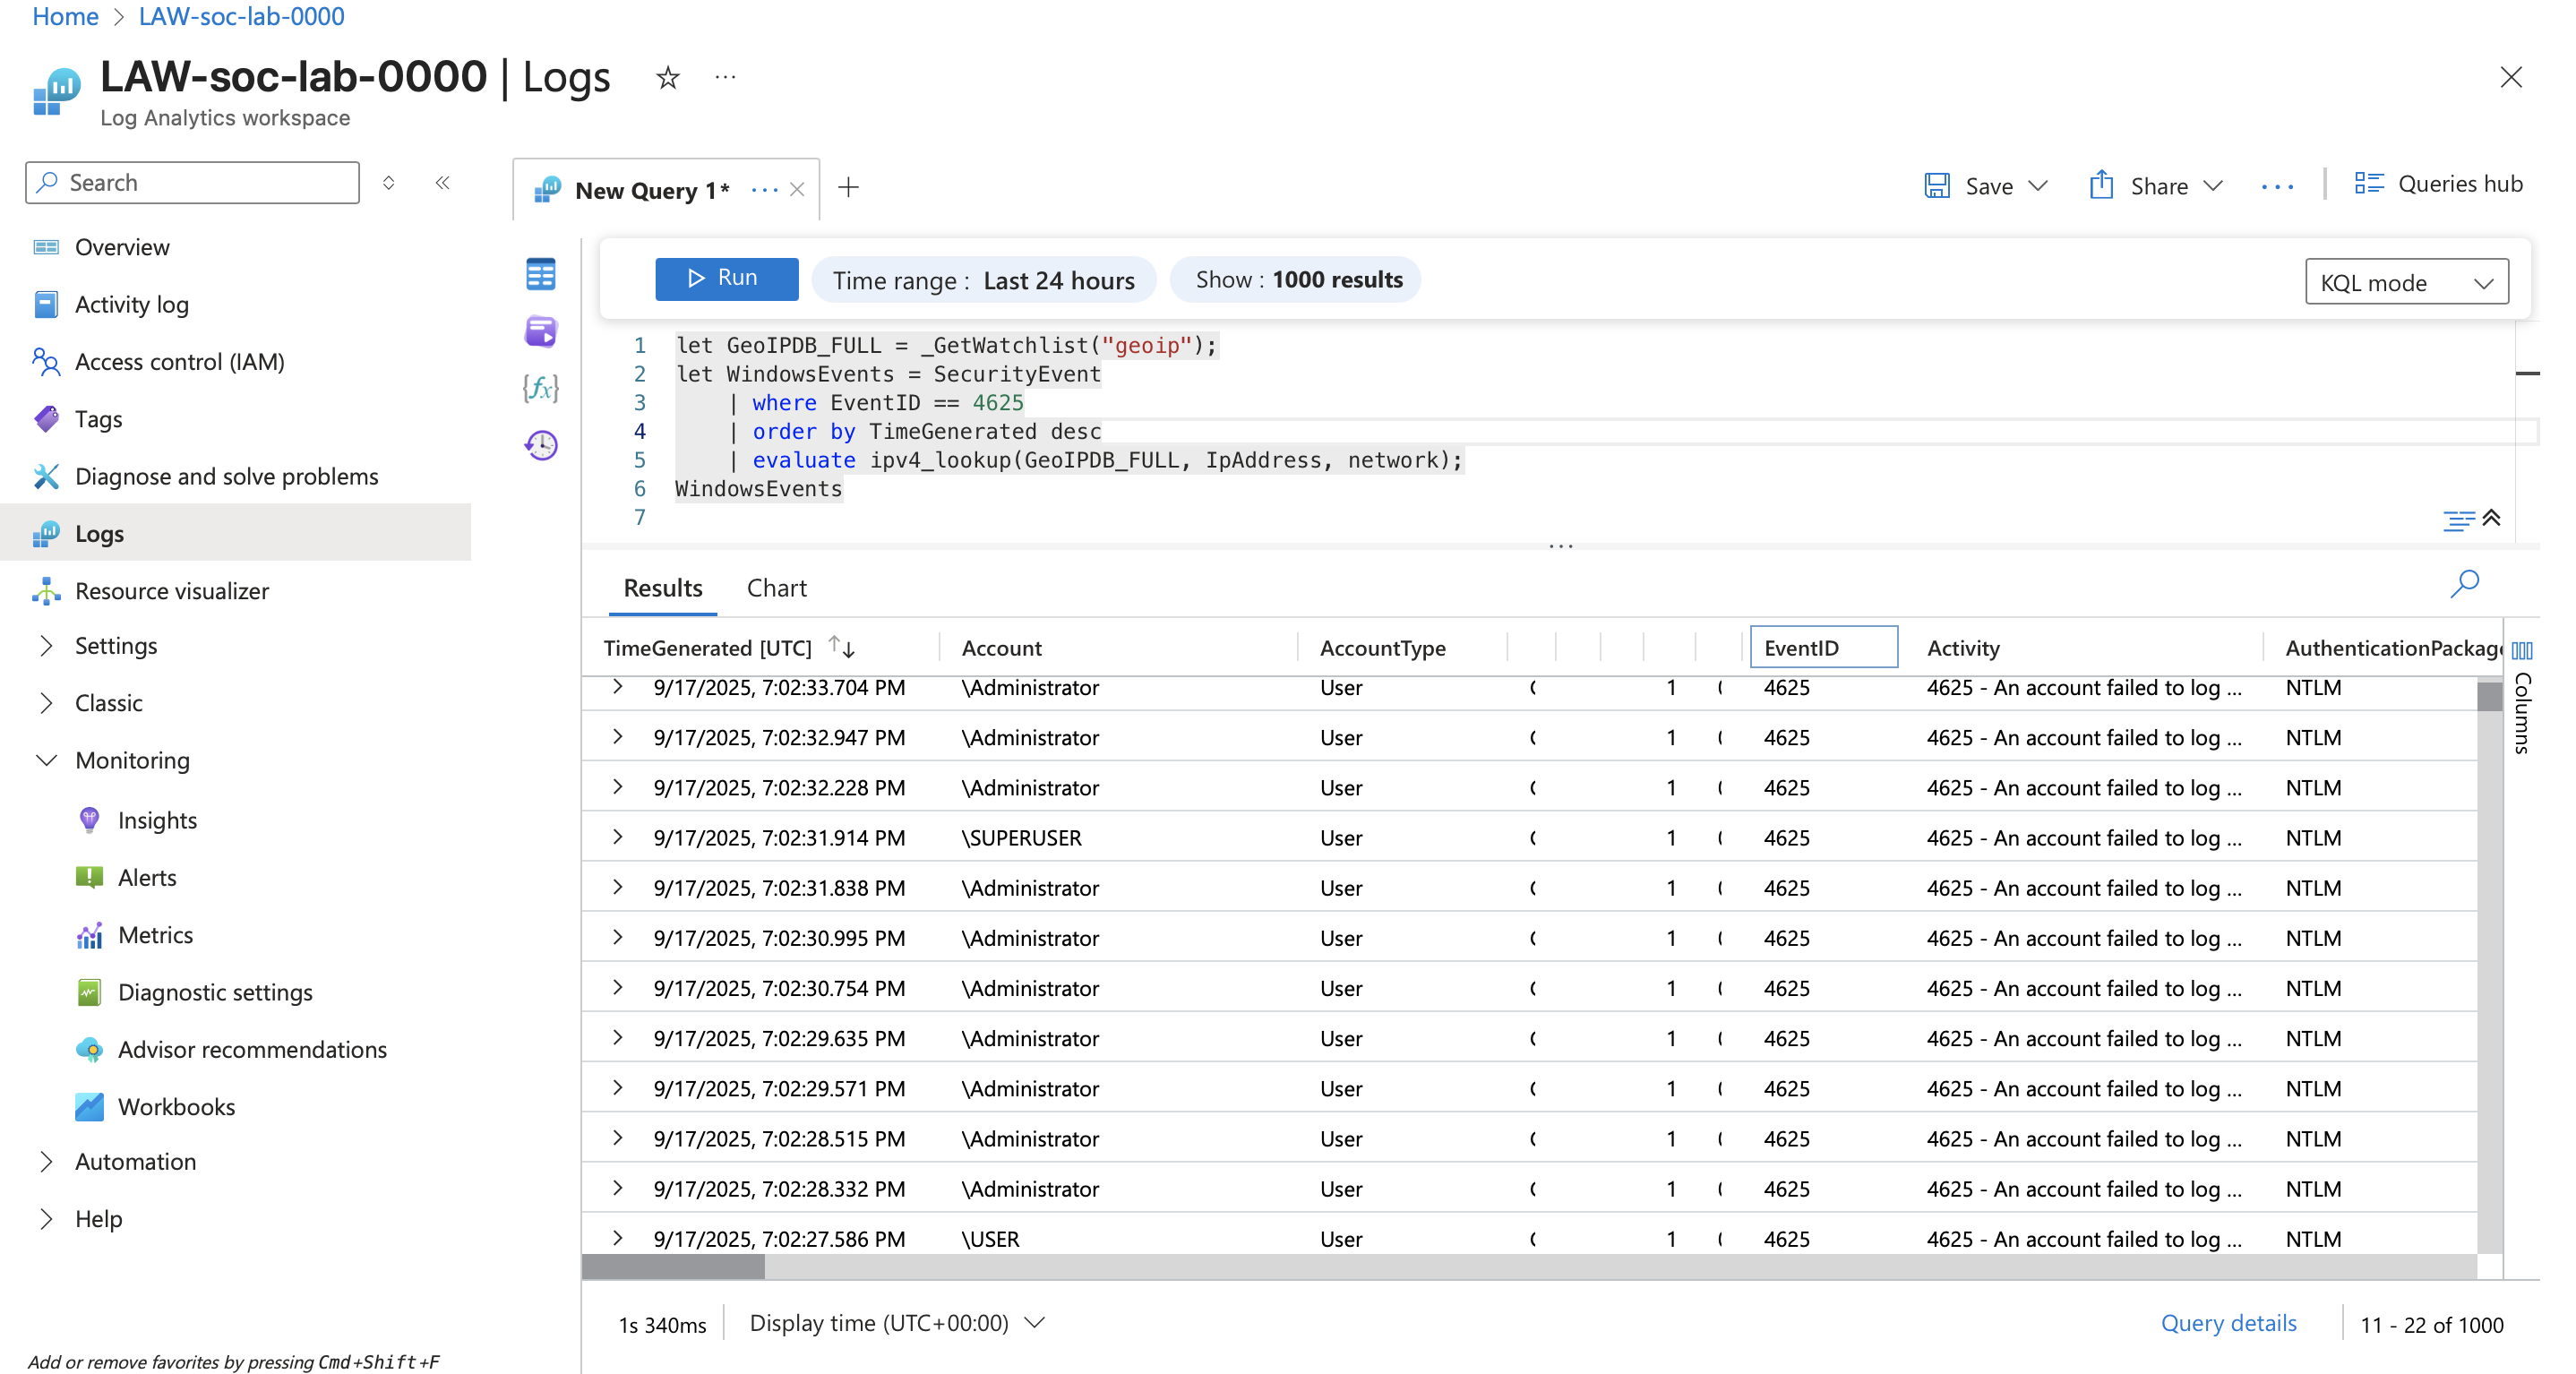 Home > LAW-soc-lab-0000
LAW-soc-lab-0000 | Logs
Log Analytics workspace
Search
Overview
Activity log
Access control (IAM)
Tags
Diagnose and solve problems
Logs
Resource visualizer
Settings
Classic
Monitoring
Insights
Alerts
Metrics
Diagnostic settings
Advisor recommendations
Workbooks
Automation
Help
Add or remove favorites by pressing Cmd+Shift+F
New Query 1*
Save
Share
Queries hub
Run
Time range : Last 24 hours
Show : 1000 results
KQL mode
1 let GeoIPDB_FULL = _GetWatchlist("geoip");
2 let WindowsEvents = SecurityEvent
3 | where EventID == 4625
4 | order by TimeGenerated desc
5 | evaluate ipv4_lookup(GeoIPDB_FULL, IpAddress, network);
6 WindowsEvents
7
Results Chart
TimeGenerated [UTC] Account AccountType EventID Activity AuthenticationPackage
9/17/2025, 7:02:33.704 PM \Administrator User 1 4625 4625 - An account failed to log ... NTLM
9/17/2025, 7:02:32.947 PM \Administrator User 1 4625 4625 - An account failed to log ... NTLM
9/17/2025, 7:02:32.228 PM \Administrator User 1 4625 4625 - An account failed to log ... NTLM
9/17/2025, 7:02:31.914 PM \SUPERUSER User 1 4625 4625 - An account failed to log ... NTLM
9/17/2025, 7:02:31.838 PM \Administrator User 1 4625 4625 - An account failed to log ... NTLM
9/17/2025, 7:02:30.995 PM \Administrator User 1 4625 4625 - An account failed to log ... NTLM
9/17/2025, 7:02:30.754 PM \Administrator User 1 4625 4625 - An account failed to log ... NTLM
9/17/2025, 7:02:29.635 PM \Administrator User 1 4625 4625 - An account failed to log ... NTLM
9/17/2025, 7:02:29.571 PM \Administrator User 1 4625 4625 - An account failed to log ... NTLM
9/17/2025, 7:02:28.515 PM \Administrator User 1 4625 4625 - An account failed to log ... NTLM
9/17/2025, 7:02:28.332 PM \Administrator User 1 4625 4625 - An account failed to log ... NTLM
9/17/2025, 7:02:27.586 PM \USER User 1 4625 4625 - An account failed to log ... NTLM
Columns
1s 340ms
Display time (UTC+00:00)
Query details
11 - 22 of 1000